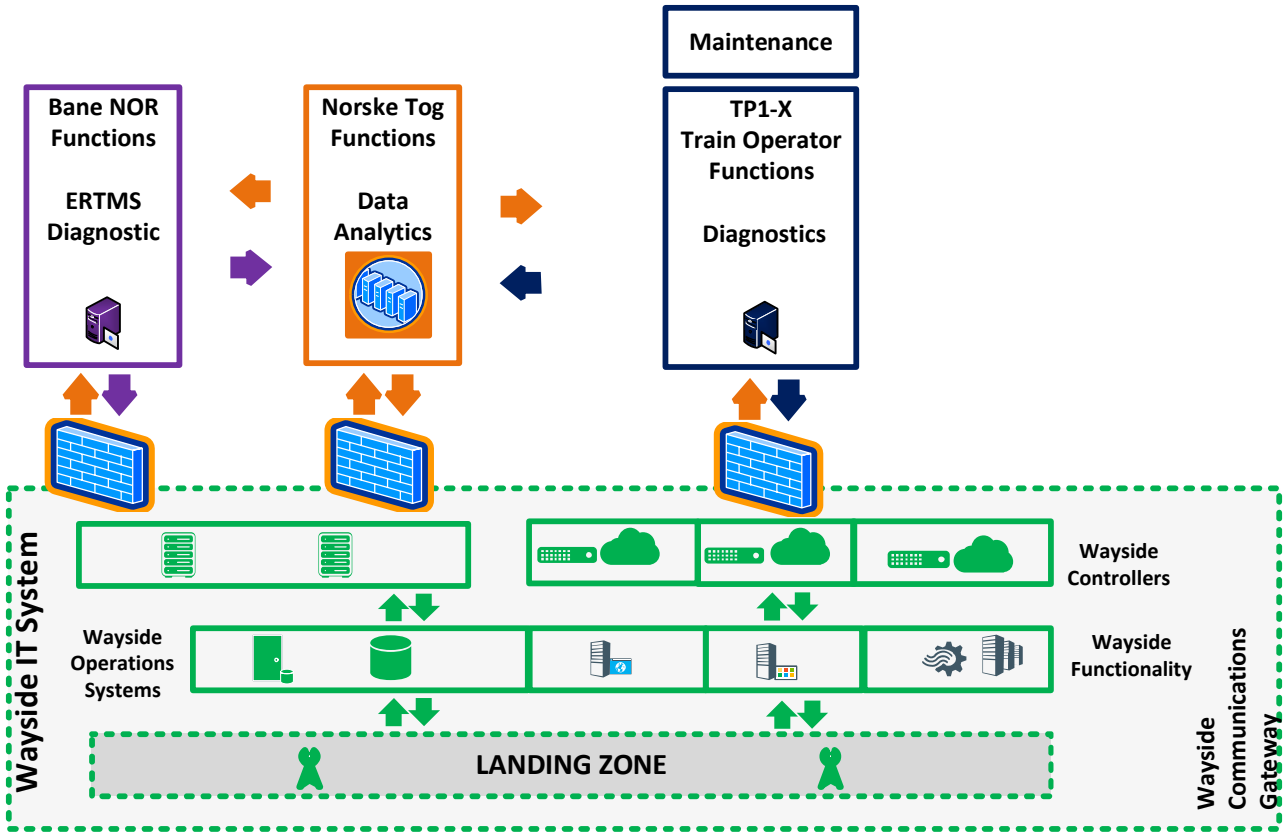 Maintenance
Bane NOR
Functions
ERTMS
Diagnostic
Norske Tog
Functions
Data
Analytics
TP1-X
Train Operator
Functions
Diagnostics
Wayside IT System
Wayside
Controllers
Wayside
Operations
Systems
Wayside
Functionality
LANDING ZONE
Wayside
Communications
Gateway